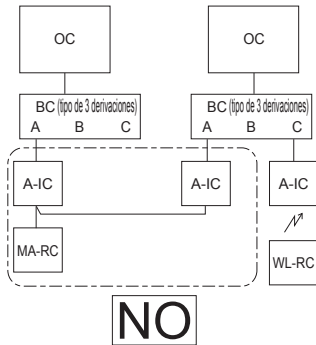 OC OC
BC (tipo de 3 derivaciones) BC (tipo de 3 derivaciones)
A B C A B C
A-IC A-IC A-IC
MA-RC WL-RC
NO